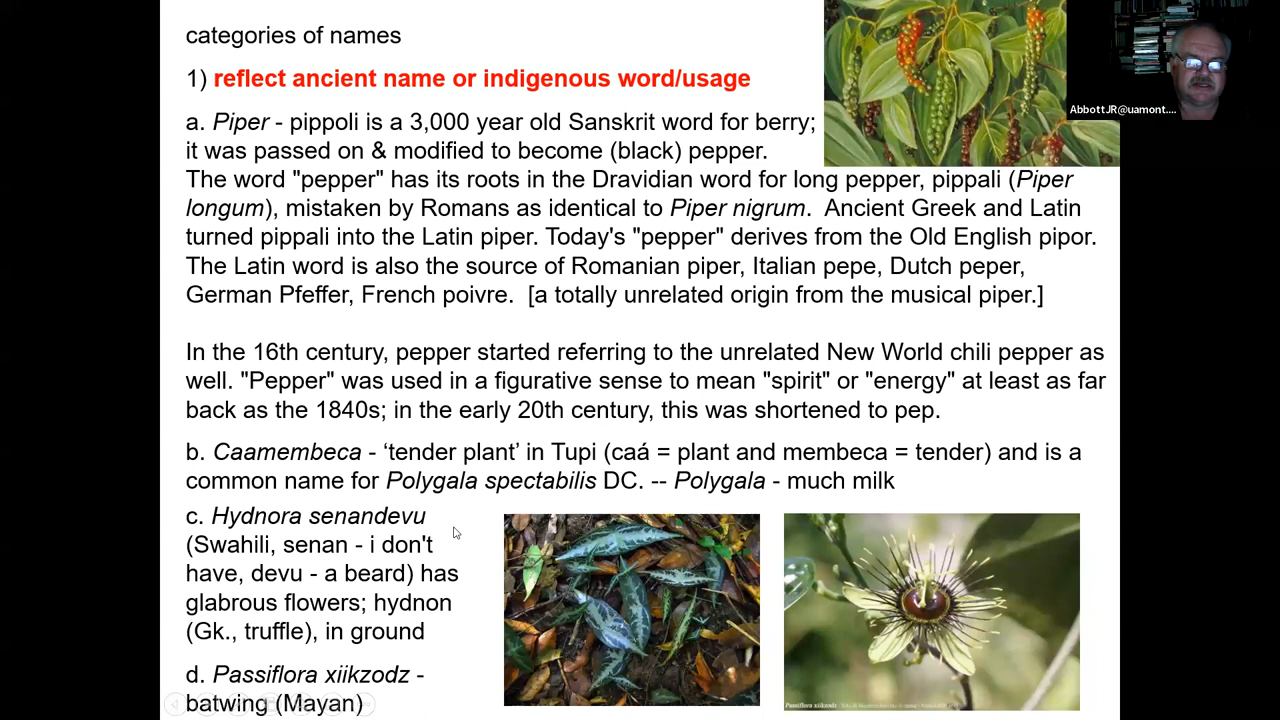 categories of names
1) reflect ancient name or indigenous word/usage
AbbottJR@uamont....
a. Piper - pippoli is a 3,000 year old Sanskrit word for berry;
it was passed on & modified to become (black) pepper.
The word "pepper" has its roots in the Dravidian word for long pepper, pippali (Piper
longum), mistaken by Romans as identical to Piper nigrum.  Ancient Greek and Latin
turned pippali into the Latin piper. Today's "pepper" derives from the Old English pipor.
The Latin word is also the source of Romanian piper, Italian pepe, Dutch peper,
German Pfeffer, French poivre.  [a totally unrelated origin from the musical piper.]
In the 16th century, pepper started referring to the unrelated New World chili pepper as
well. "Pepper" was used in a figurative sense to mean "spirit" or "energy" at least as far
back as the 1840s; in the early 20th century, this was shortened to pep.
b. Caamembeca - ‘tender plant’ in Tupi (caá = plant and membeca = tender) and is a
common name for Polygala spectabilis DC. -- Polygala - much milk
c. Hydnora senandevu
(Swahili, senan - i don't
have, devu - a beard) has
glabrous flowers; hydnon
(Gk., truffle), in ground
d. Passiflora xiikzodz -
batwing (Mayan)
Passiflora xiikzodz